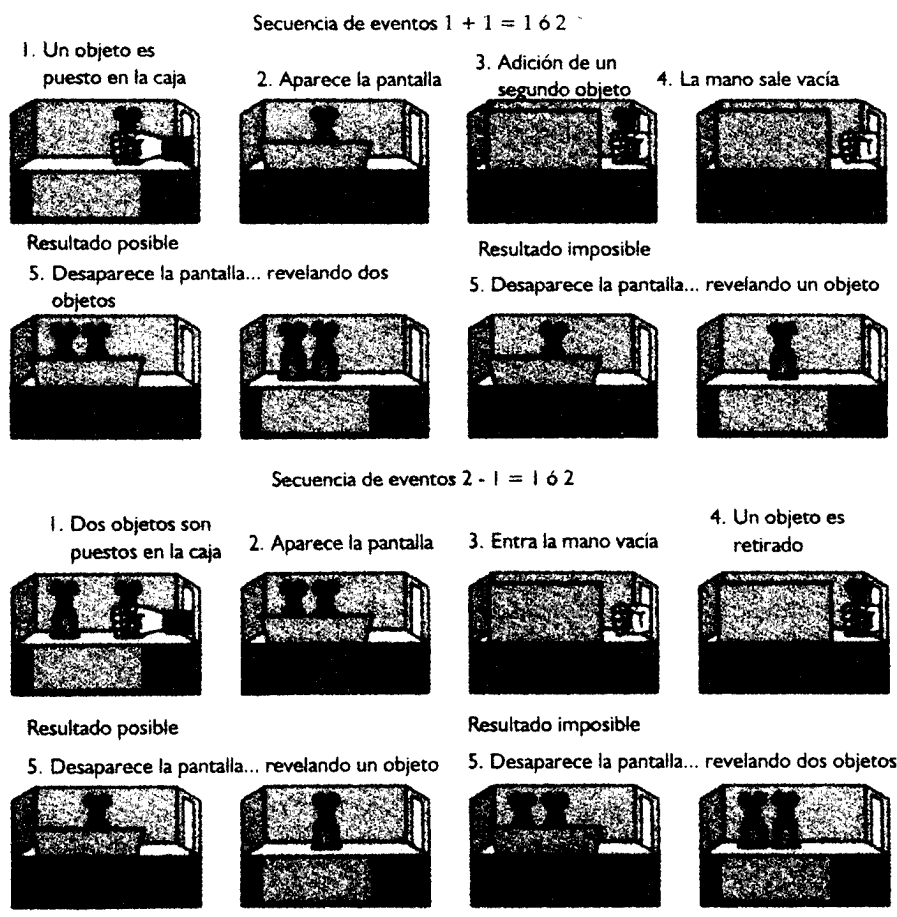 Secuencia de eventos 1 + 1 = 1 ó 2
1. Un objeto es
puesto en la caja
2. Aparece la pantalla
3. Adición de un
segundo objeto
4. La mano sale vacía
Resultado posible
5. Desaparece la pantalla... revelando dos
objetos
Resultado imposible
5. Desaparece la pantalla... revelando un objeto
Secuencia de eventos 2 - 1 = 1 ó 2
1. Dos objetos son
puestos en la caja
2. Aparece la pantalla
3. Entra la mano vacía
4. Un objeto es
retirado
Resultado posible
5. Desaparece la pantalla... revelando un objeto
Resultado imposible
5. Desaparece la pantalla... revelando dos objetos